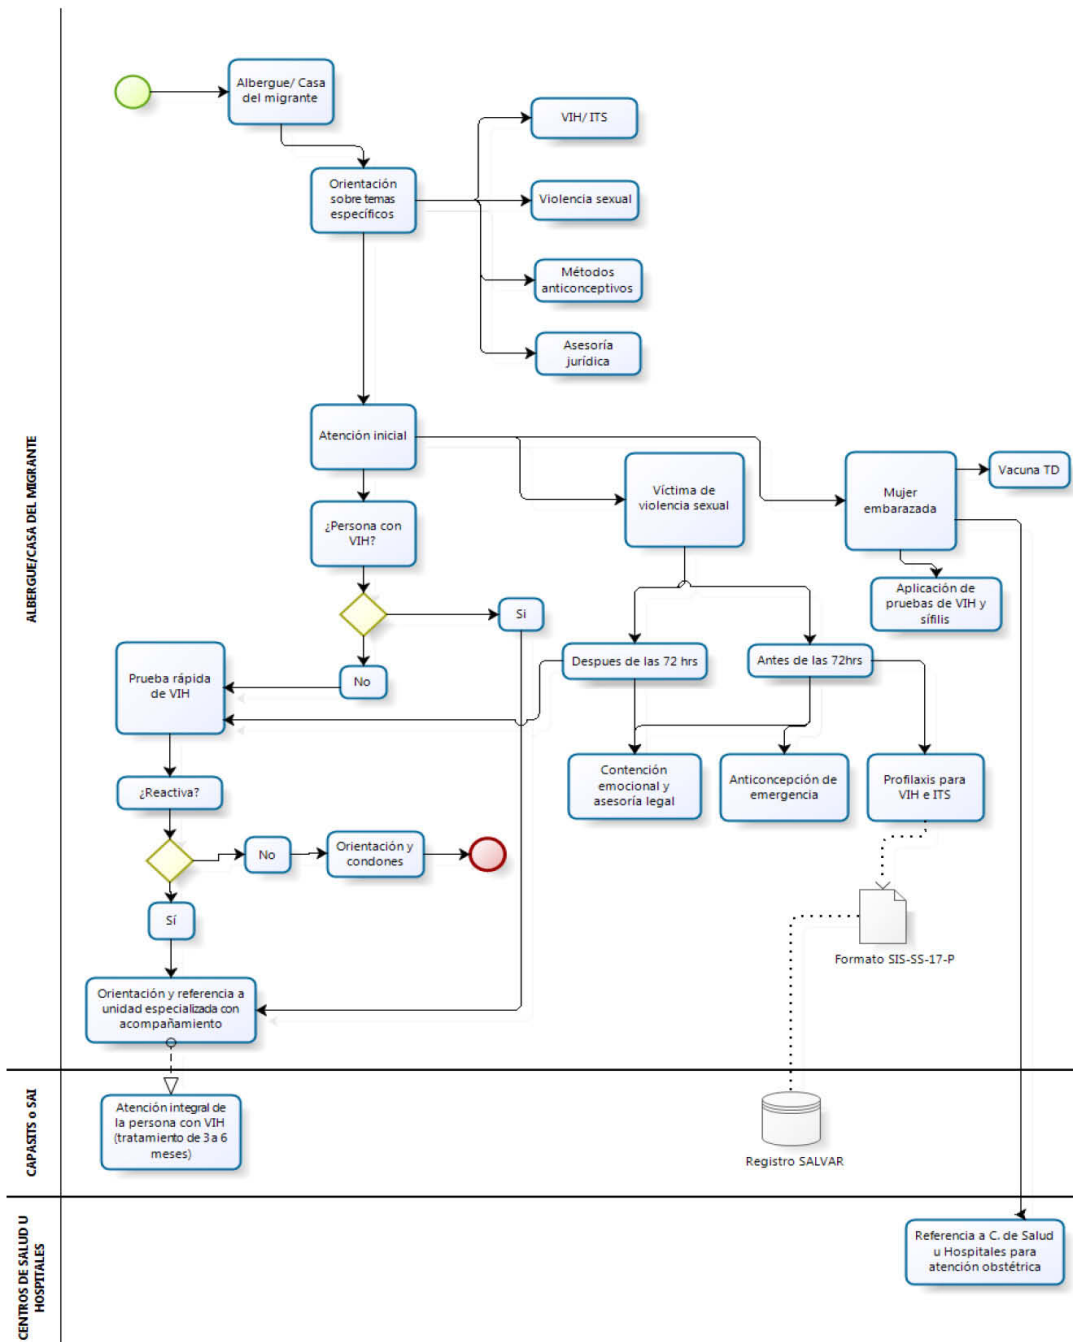 ALBERGUE/CASA DEL MIGRANTE
Albergue/ Casa
del migrante
Orientación
sobre temas
específicos
VIH/ ITS
Violencia sexual
Métodos
anticonceptivos
Asesoría
jurídica
Atención inicial
Víctima de
violencia sexual
Mujer
embarazada
Vacuna TD
Aplicación de
pruebas de VIH y
sífilis
¿Persona con
VIH?
Si
No
Prueba rápida
de VIH
Despues de las 72 hrs
Antes de las 72hrs
Contención
emocional y
asesoría legal
Anticoncepción de
emergencia
Profilaxis para
VIH e ITS
¿Reactiva?
No
Orientación y
condones
Sí
Formato SIS-SS-17-P
Orientación y referencia a
unidad especializada con
acompañamiento
CAPASITS o SAI
Atención integral de
la persona con VIH
(tratamiento de 3 a 6
meses)
Registro SALVAR
CENTROS DE SALUD U
HOSPITALES
Referencia a C. de Salud
u Hospitales para
atención obstétrica